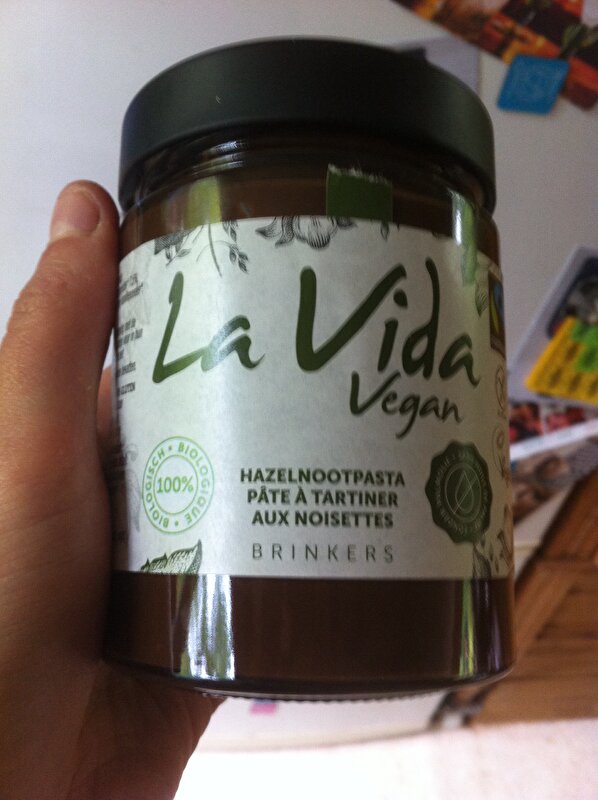 La Vida
Vegan
BIOLOGISCH • BIOLOGIQUE •
100%
HAZELNOOTPASTA
PÂTE À TARTINER
AUX NOISETTES
BRINKERS